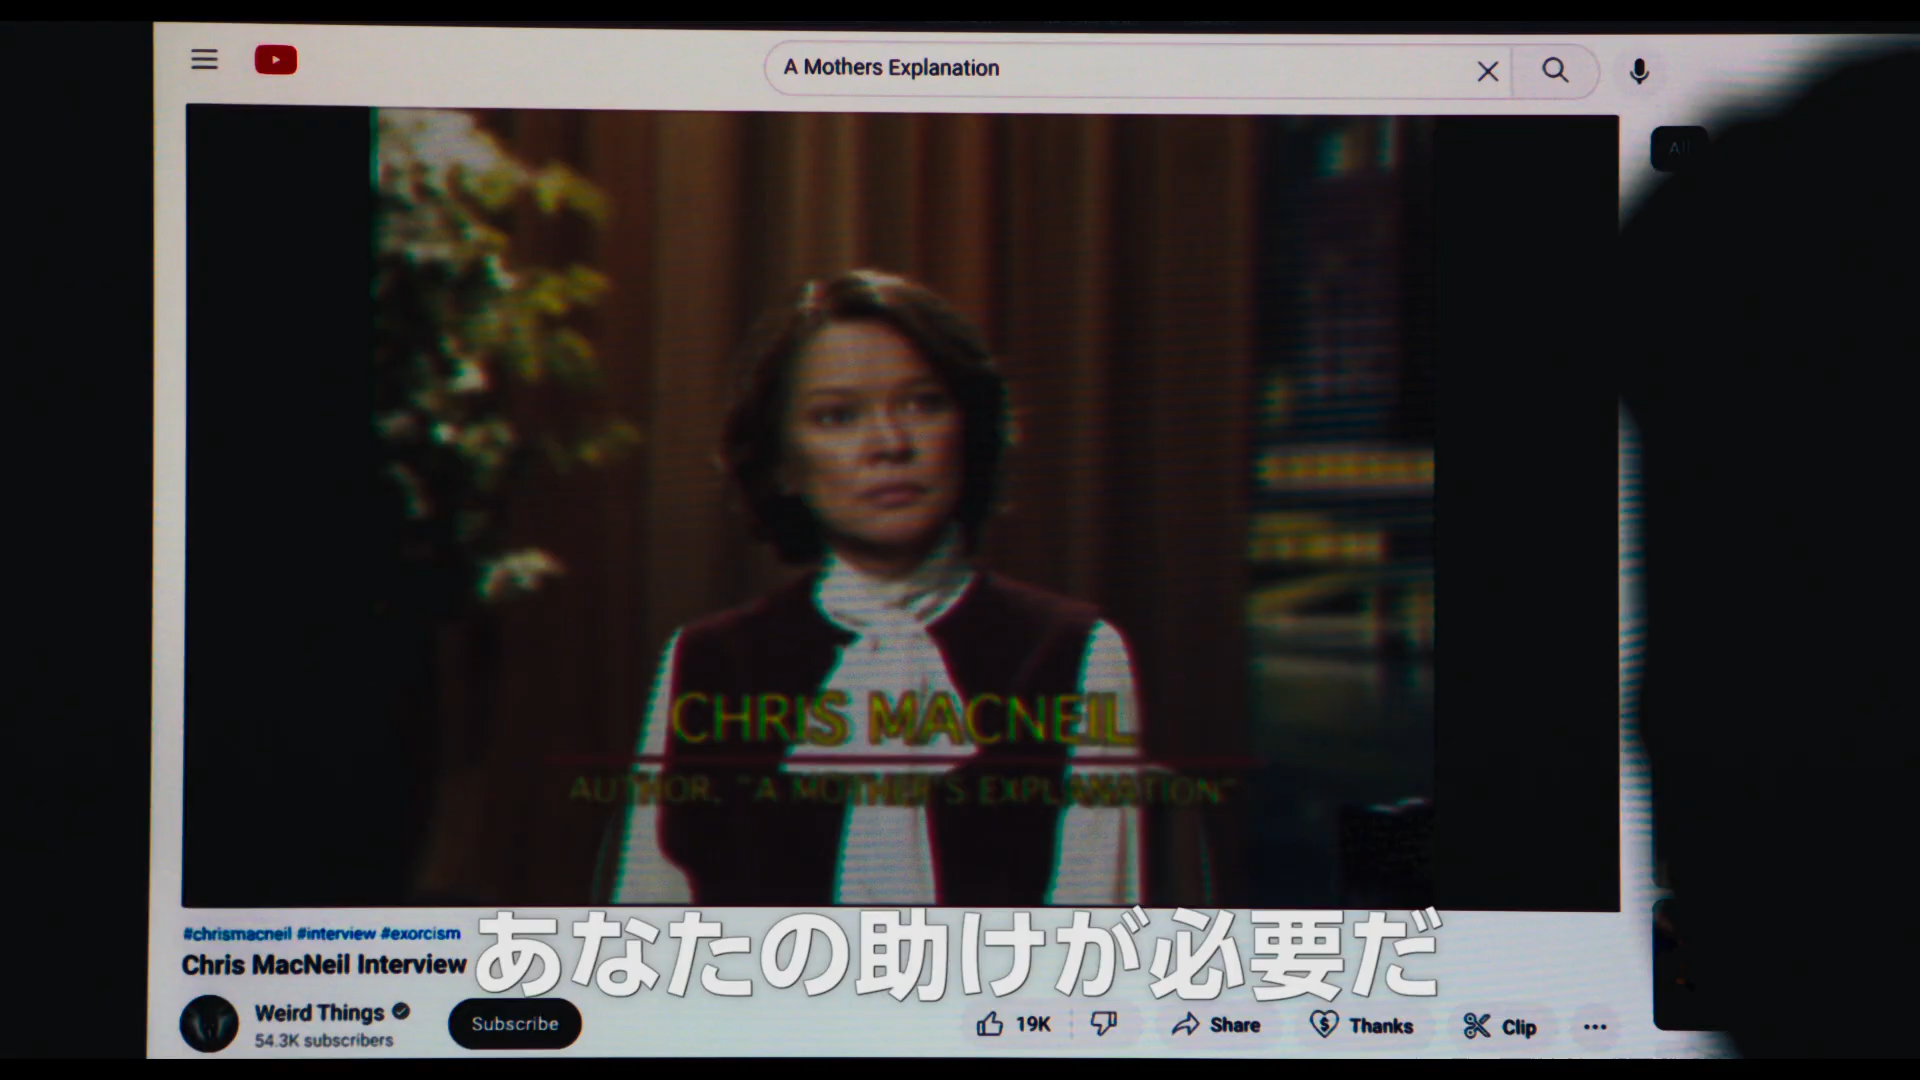 A Mothers Explanation
All
CHRIS MACNEIL
AUTHOR, "A MOTHER'S EXPLANATION"
#chrismacneil #interview #exorcism
Chris MacNeil Interview
あなたの助けが必要だ
Weird Things
54.3K subscribers
Subscribe
19K
Share
Thanks
Clip